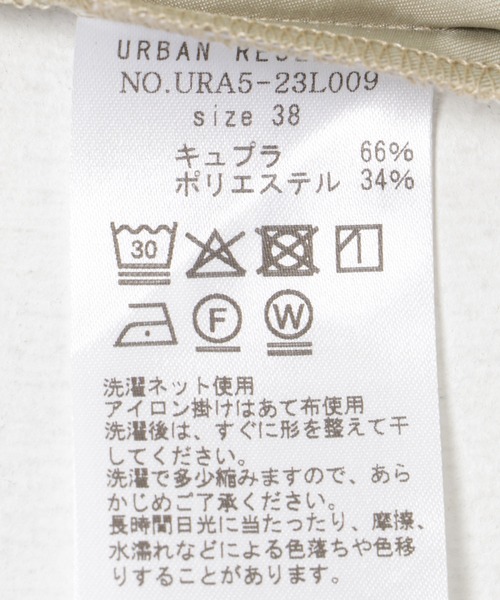 URBAN
NO.URA5-23L009
size 38
キュプラ 66%
ポリエステル 34%
30
F W
洗濯ネット使用
アイロン掛けはあて布使用
洗濯後は、すぐに形を整えて干
してください。
洗濯で多少縮みますので、あら
かじめご了承ください。
長時間日光に当たったり、摩擦、
水濡れなどによる色落ちや色移
りすることがあります。